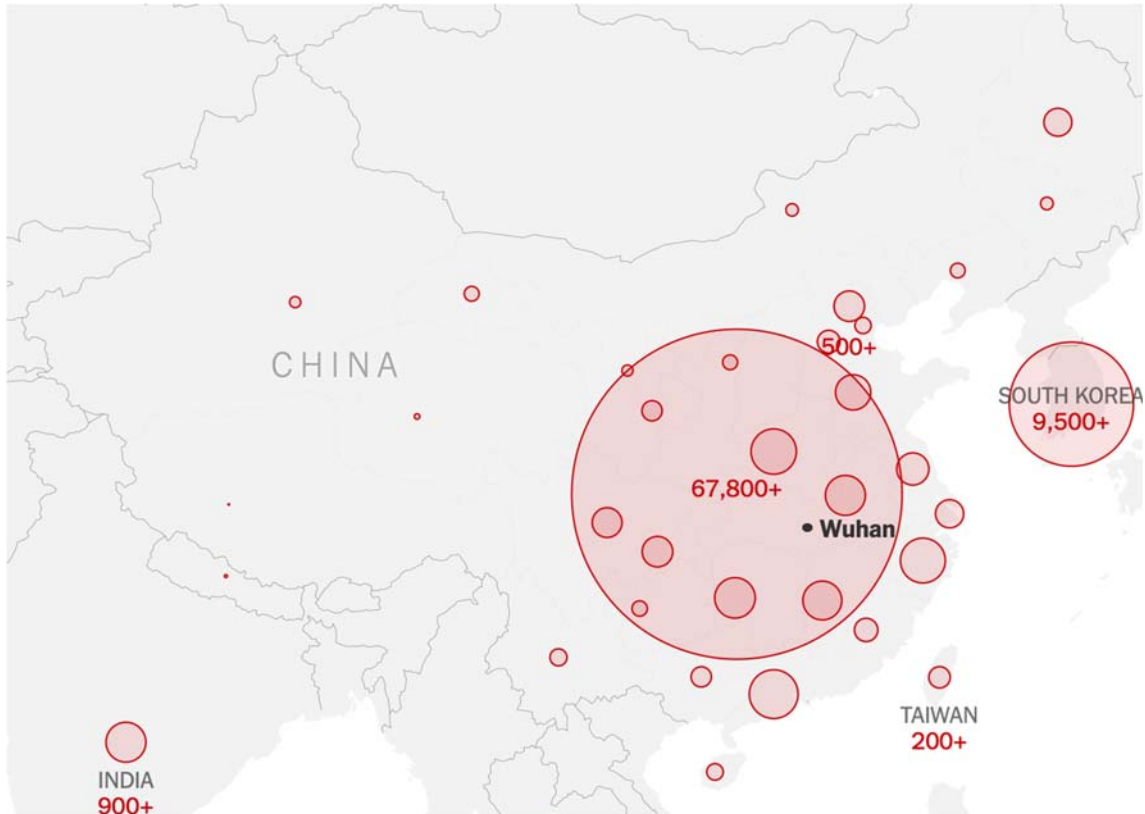 500+
CHINA
SOUTH KOREA
9,500+
67,800+
Wuhan
TAIWAN
200+
INDIA
900+